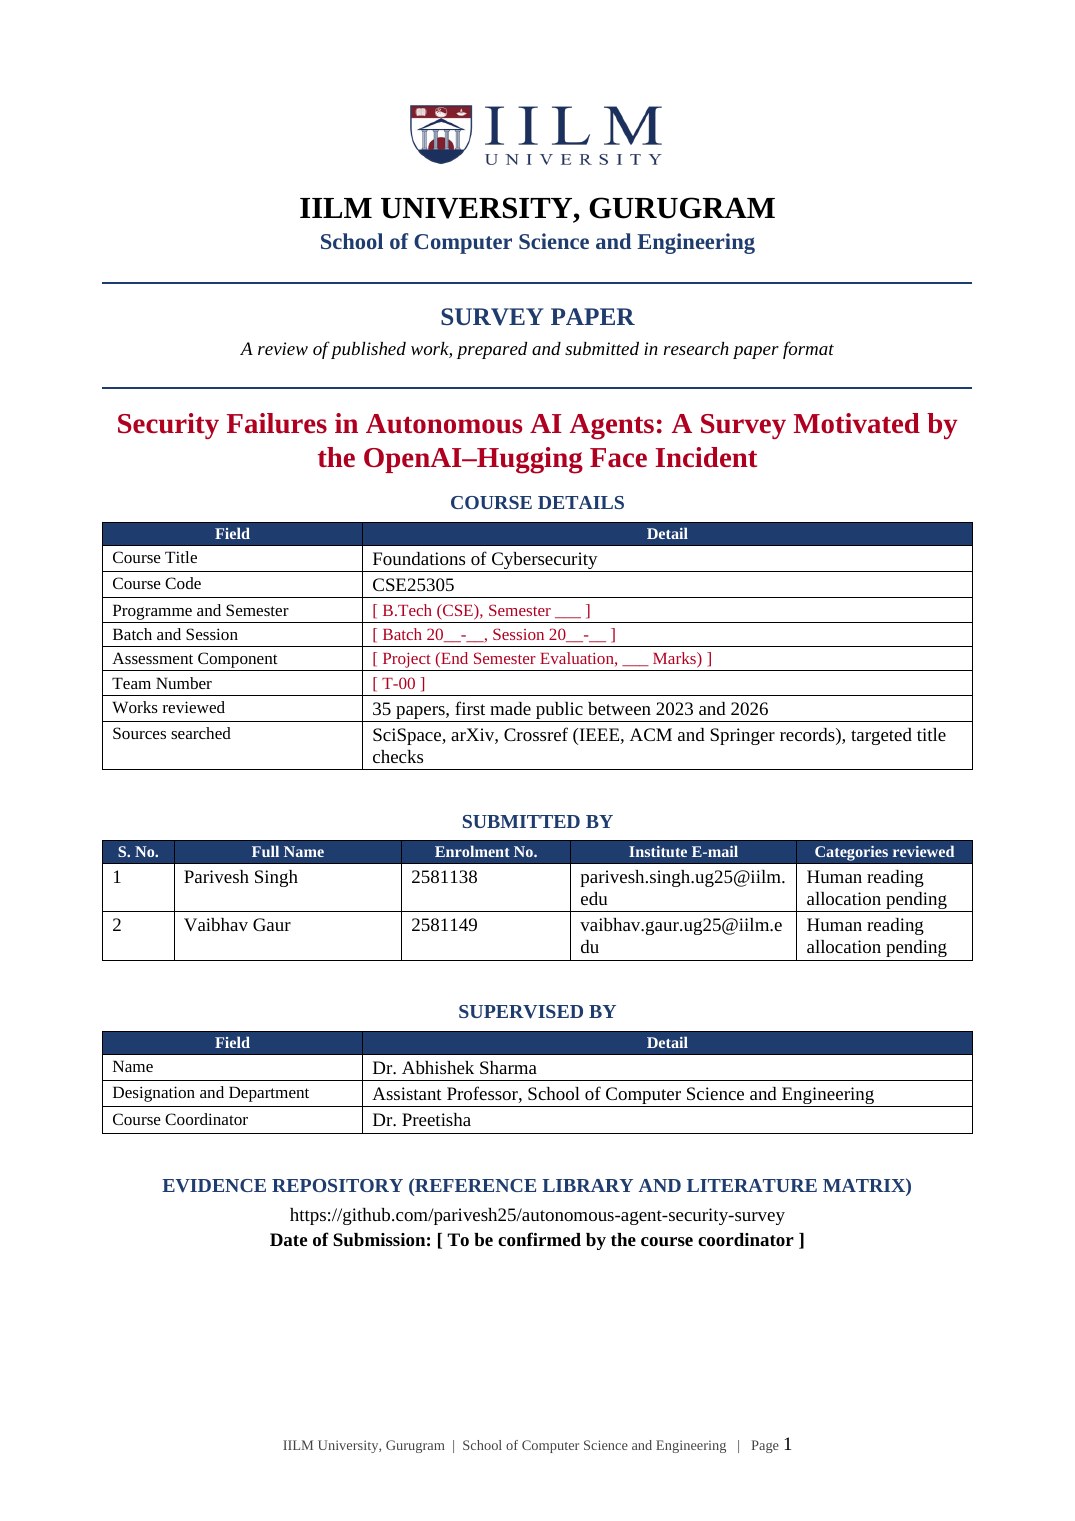 IILM
UNIVERSITY
IILM UNIVERSITY, GURUGRAM
School of Computer Science and Engineering
SURVEY PAPER
A review of published work, prepared and submitted in research paper format
Security Failures in Autonomous AI Agents: A Survey Motivated by
the OpenAI–Hugging Face Incident
COURSE DETAILS
Field Detail
Course Title Foundations of Cybersecurity
Course Code CSE25305
Programme and Semester [ B.Tech (CSE), Semester ___ ]
Batch and Session [ Batch 20__-__, Session 20__-__ ]
Assessment Component [ Project (End Semester Evaluation, ___ Marks) ]
Team Number [ T-00 ]
Works reviewed 35 papers, first made public between 2023 and 2026
Sources searched SciSpace, arXiv, Crossref (IEEE, ACM and Springer records), targeted title
checks
SUBMITTED BY
S. No. Full Name Enrolment No. Institute E-mail Categories reviewed
1 Parivesh Singh 2581138 parivesh.singh.ug25@iilm. Human reading
edu allocation pending
2 Vaibhav Gaur 2581149 vaibhav.gaur.ug25@iilm.e Human reading
du allocation pending
SUPERVISED BY
Field Detail
Name Dr. Abhishek Sharma
Designation and Department Assistant Professor, School of Computer Science and Engineering
Course Coordinator Dr. Preetisha
EVIDENCE REPOSITORY (REFERENCE LIBRARY AND LITERATURE MATRIX)
https://github.com/parivesh25/autonomous-agent-security-survey
Date of Submission: [ To be confirmed by the course coordinator ]
IILM University, Gurugram | School of Computer Science and Engineering | Page 1